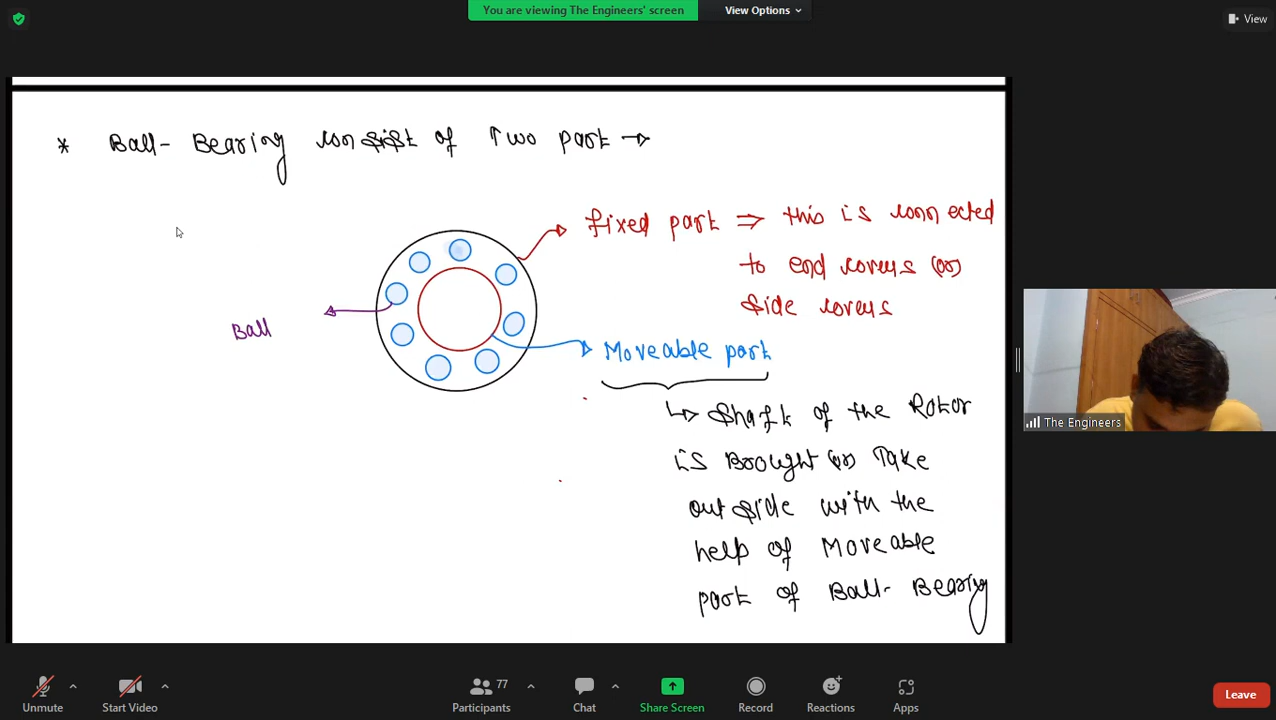 You are viewing The Engineers' screen
View Options
View
* Ball-Bearing consist of Two part →
fixed part ⇒ this is connected
to end covers (or)
side covers
Ball
Moveable part
↳ shaft of the Rotor
is Brought (or) Take
out side with the
help of Moveable
part of Ball-Bearing
The Engineers
Unmute
Start Video
77
Participants
Chat
Share Screen
Record
Reactions
Apps
Leave